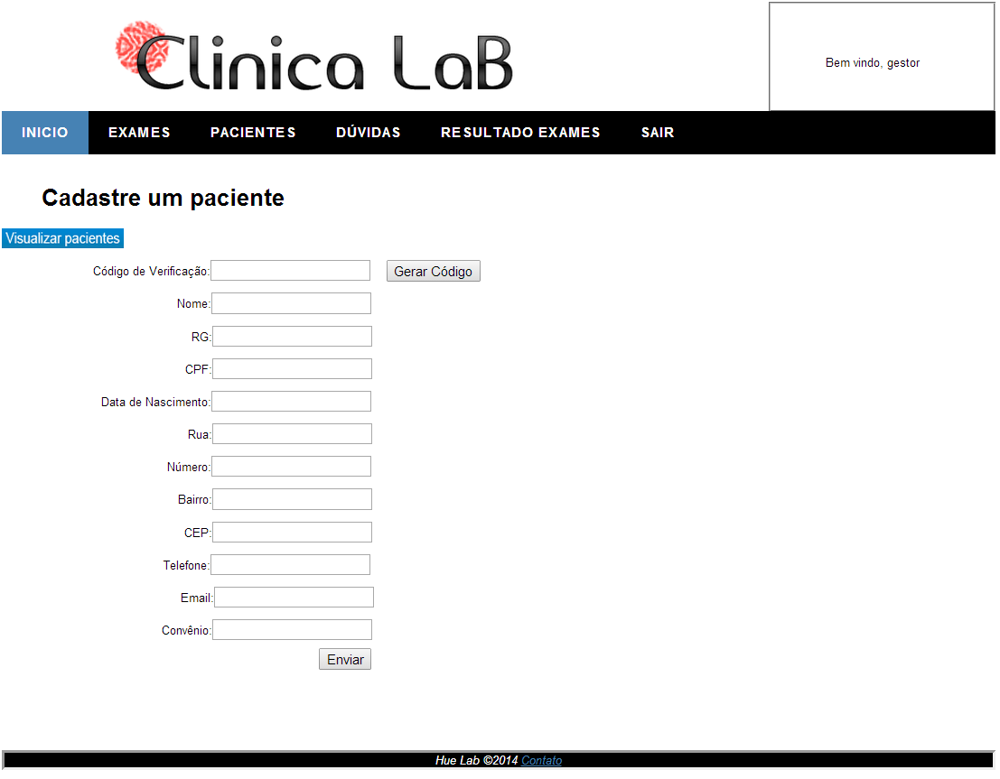 Clinica LaB
Bem vindo, gestor
INICIO EXAMES PACIENTES DÚVIDAS RESULTADO EXAMES SAIR
Cadastre um paciente
Visualizar pacientes
Código de Verificação: Gerar Código
Nome:
RG:
CPF:
Data de Nascimento:
Rua:
Número:
Bairro:
CEP:
Telefone:
Email:
Convênio:
Enviar
Hue Lab ©2014 Contato